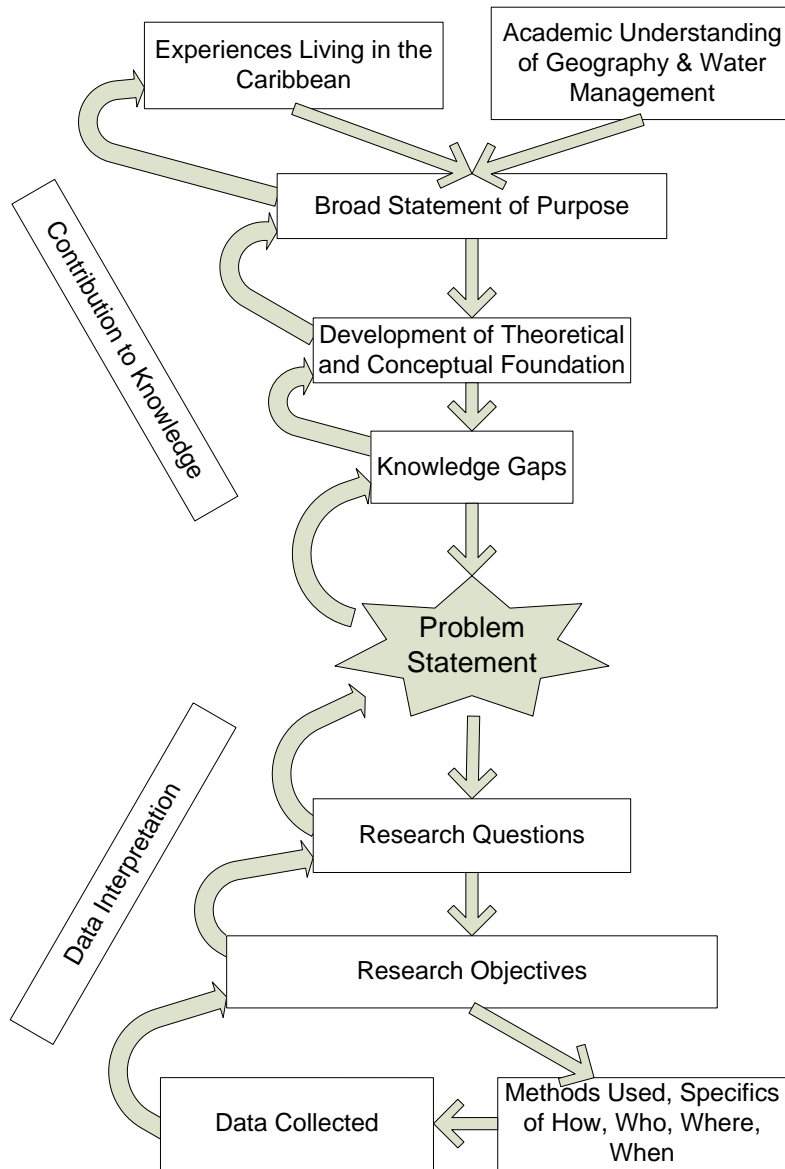 Experiences Living in the
Caribbean
Academic Understanding
of Geography & Water
Management
Broad Statement of Purpose
Contribution to Knowledge
Development of Theoretical
and Conceptual Foundation
Knowledge Gaps
Problem
Statement
Data Interpretation
Research Questions
Research Objectives
Data Collected
Methods Used, Specifics
of How, Who, Where,
When